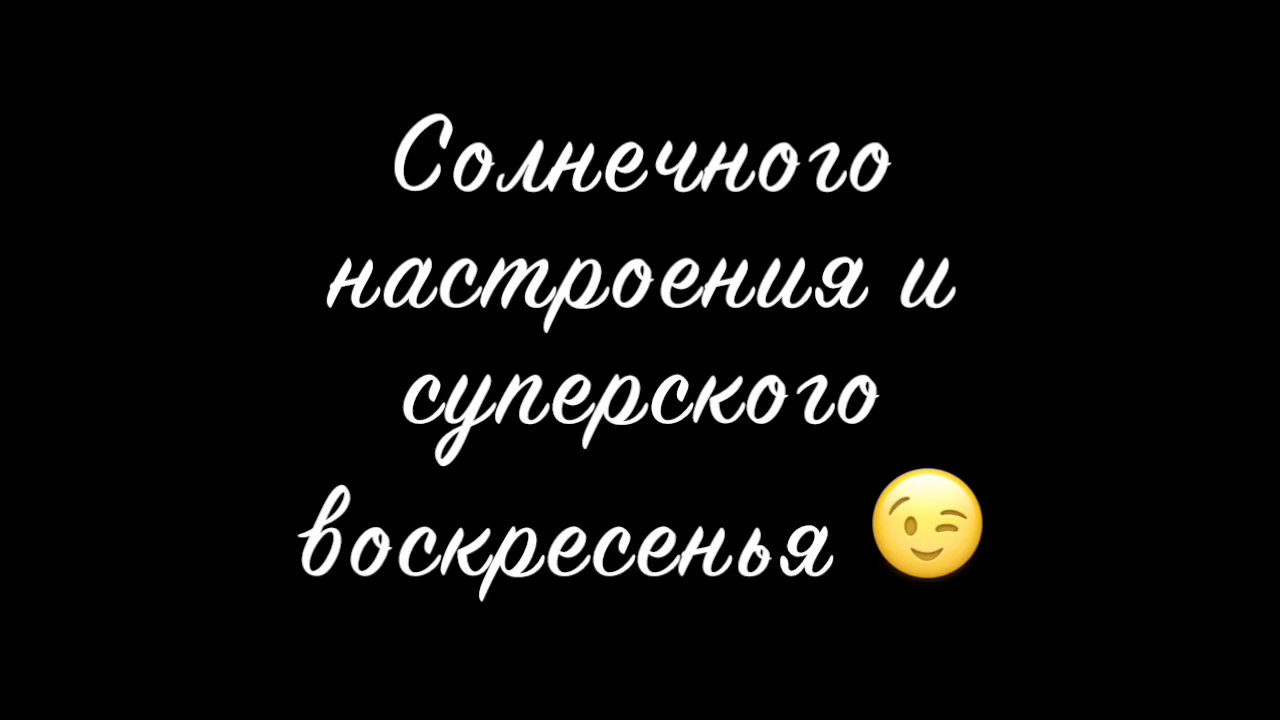 Солнечного
настроения и
суперского
воскресенья 😉